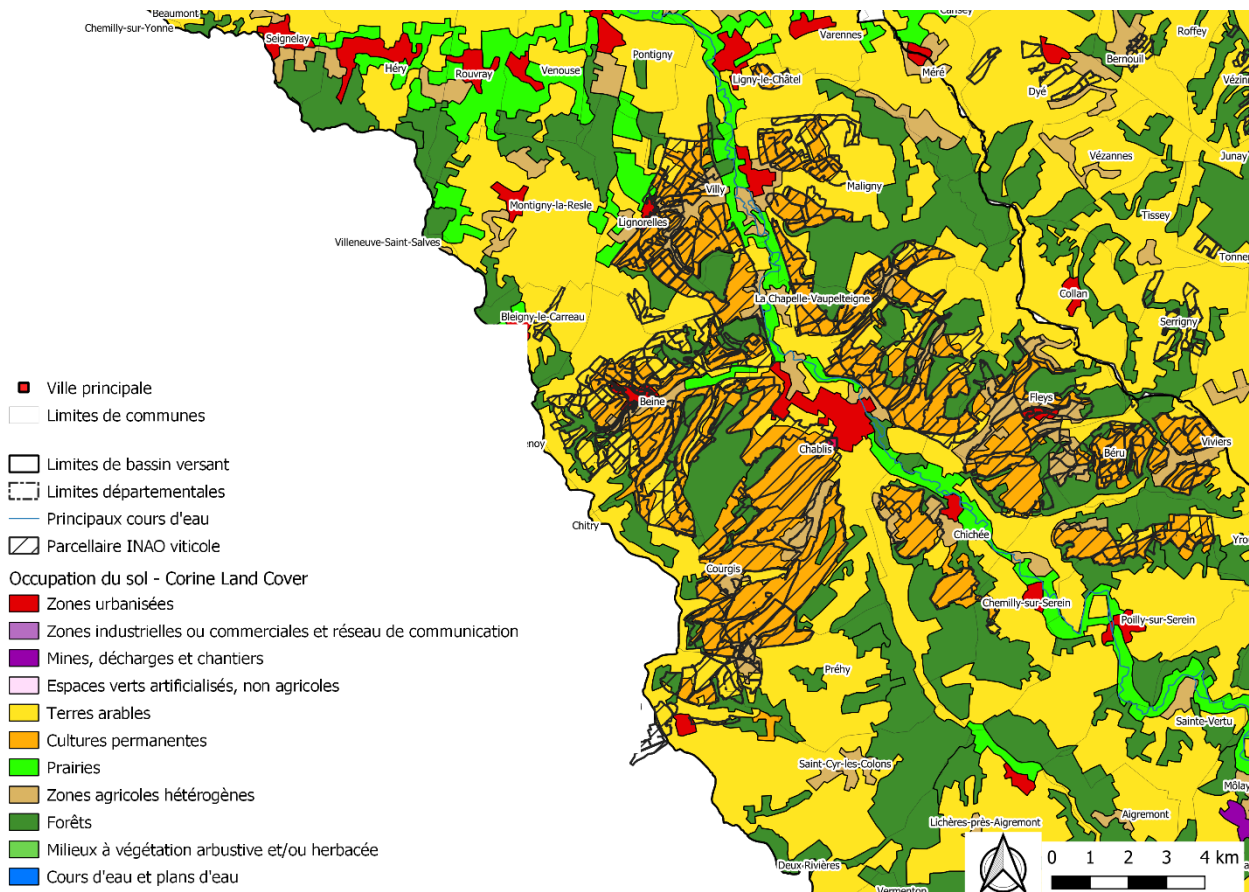 Beaumont
Chemilly-sur-Yonne
Seignelay
Héry
Rouvray
Venouse
Pontigny
Ligny-le-Châtel
Varennes
Méré
Roffey
Bernouil
Dyé
Vézannes
Junay
Villy
Maligny
Montigny-la-Resle
Lignorelles
Tissey
Villeneuve-Saint-Salves
Collan
La Chapelle-Vaupelteigne
Bleigny-le-Carreau
Serrigny
Beine
Fleys
Chablis
Viviers
Béru
Chitry
Chichée
Courgis
Chemilly-sur-Serein
Poilly-sur-Serein
Préhy
Sainte-Vertu
Saint-Cyr-les-Colons
Môlay
Lichères-près-Aigremont
Aigremont
Deux-Rivières
Vermenton
Ville principale
Limites de communes
Limites de bassin versant
Limites départementales
Principaux cours d'eau
Parcellaire INAO viticole
Occupation du sol - Corine Land Cover
Zones urbanisées
Zones industrielles ou commerciales et réseau de communication
Mines, décharges et chantiers
Espaces verts artificialisés, non agricoles
Terres arables
Cultures permanentes
Prairies
Zones agricoles hétérogènes
Forêts
Milieux à végétation arbustive et/ou herbacée
Cours d'eau et plans d'eau
0 1 2 3 4 km